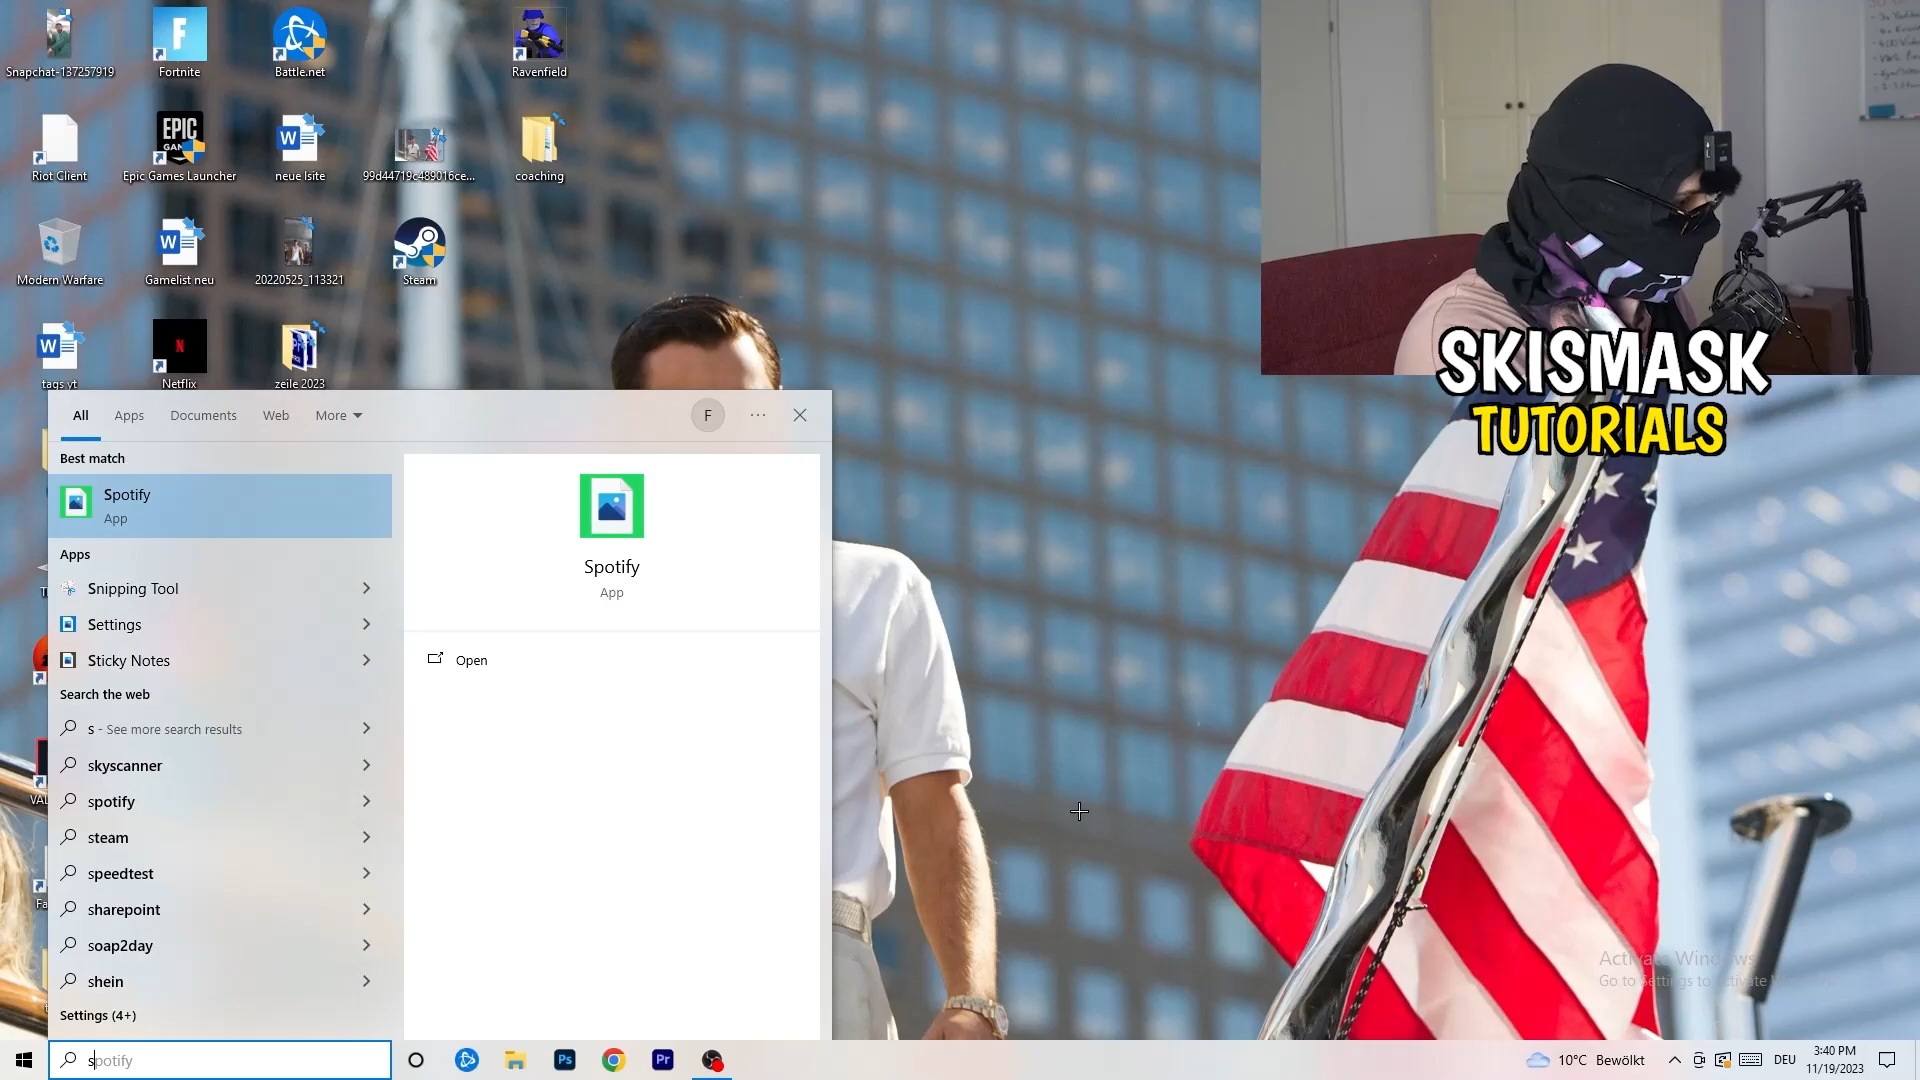 Snapchat-137257919
Fortnite
Battle.net
Ravenfield
Riot Client
EPIC
Epic Games Launcher
neue lsite
99d44719c489016ce...
coaching
Modern Warfare
Gamelist neu
20220525_113321
Steam
tags yt
Netflix
zeile 2023
SKISMASK
TUTORIALS
All
Apps
Documents
Web
More
F
Best match
Spotify
App
Apps
Snipping Tool
Settings
Sticky Notes
Search the web
s - See more search results
skyscanner
spotify
steam
speedtest
sharepoint
soap2day
shein
Settings (4+)
Spotify
App
Open
Activate Windows
Go to Settings to activate
spotify
Ps
Pr
10°C Bewölkt
DEU
3:40 PM
11/19/2023